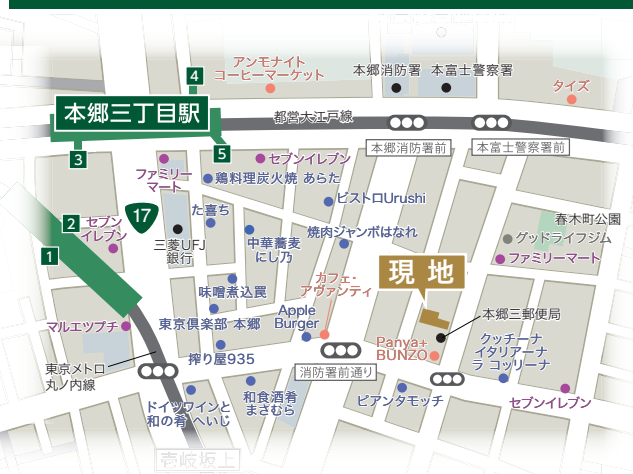 アンモナイト
コーヒーマーケット
本郷消防署
本富士警察署
タイズ
4
本郷三丁目駅
都営大江戸線
本郷消防署前
本富士警察署前
3
5
セブンイレブン
ファミリー
マート
鶏料理炭火焼 あらた
ビストロUrushi
た喜ち
17
2
セブン
イレブン
1
三菱UFJ
銀行
中華蕎麦
にし乃
焼肉ジャンボはなれ
春木町公園
グッドライフジム
ファミリーマート
現 地
カフェ・
アヴァンティ
味噌煮込罠
東京倶楽部 本郷
Apple
Burger
本郷三郵便局
マルエツプチ
搾り屋935
Panya+
BUNZO
クッチーナ
イタリアーナ
ラ コッリーナ
東京メトロ
丸ノ内線
消防署前通り
ドイツワインと
和の肴 へいじ
和食酒肴
まさむら
ピアンタモッチ
セブンイレブン
壱岐坂上